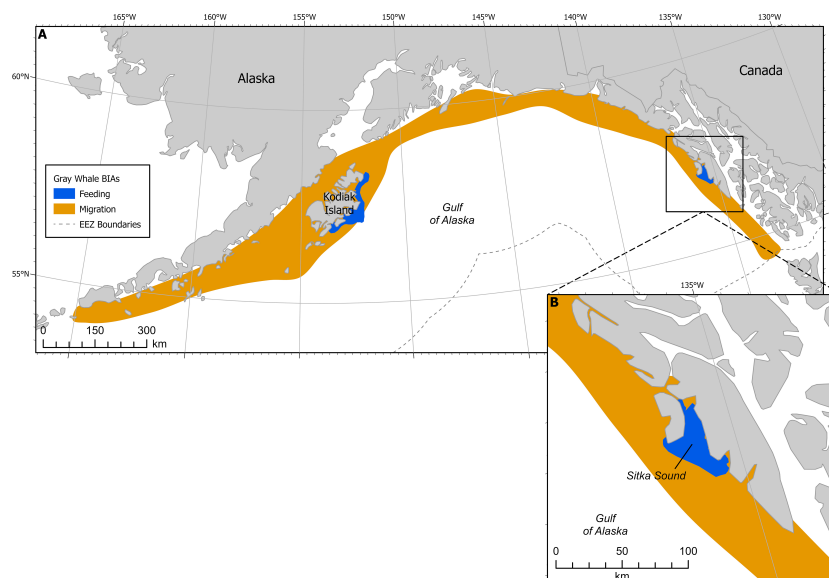 165°W
160°W
155°W
150°W
145°W
140°W
135°W
130°W
A
60°N
Alaska
Canada
Gray Whale BIAs
Feeding
Migration
EEZ Boundaries
Kodiak
Island
Gulf
of Alaska
55°N
0
150
300
km
135°W
B
Sitka Sound
Gulf
of Alaska
0
50
100
km